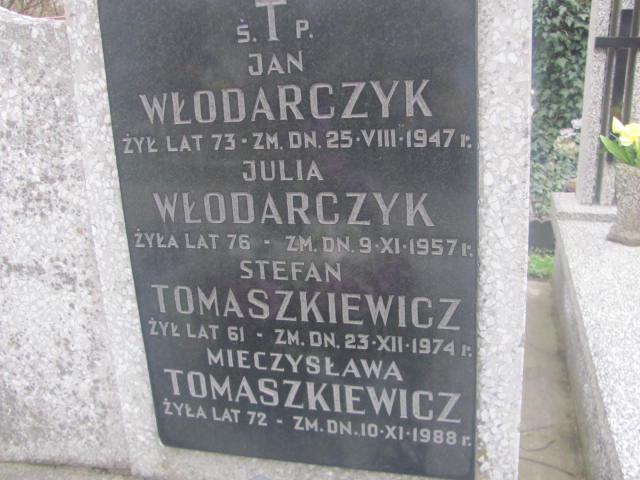 Ś. P.
JAN
WŁODARCZYK
ŻYŁ LAT 73 - ZM. DN. 25·VIII·1947 r.
JULIA
WŁODARCZYK
ŻYŁA LAT 76 - ZM. DN. 9·XI·1957 r.
STEFAN
TOMASZKIEWICZ
ŻYŁ LAT 61 - ZM. DN. 23·XII·1974 r.
MIECZYSŁAWA
TOMASZKIEWICZ
ŻYŁA LAT 72 - ZM. DN. 10·XI·1988 r.